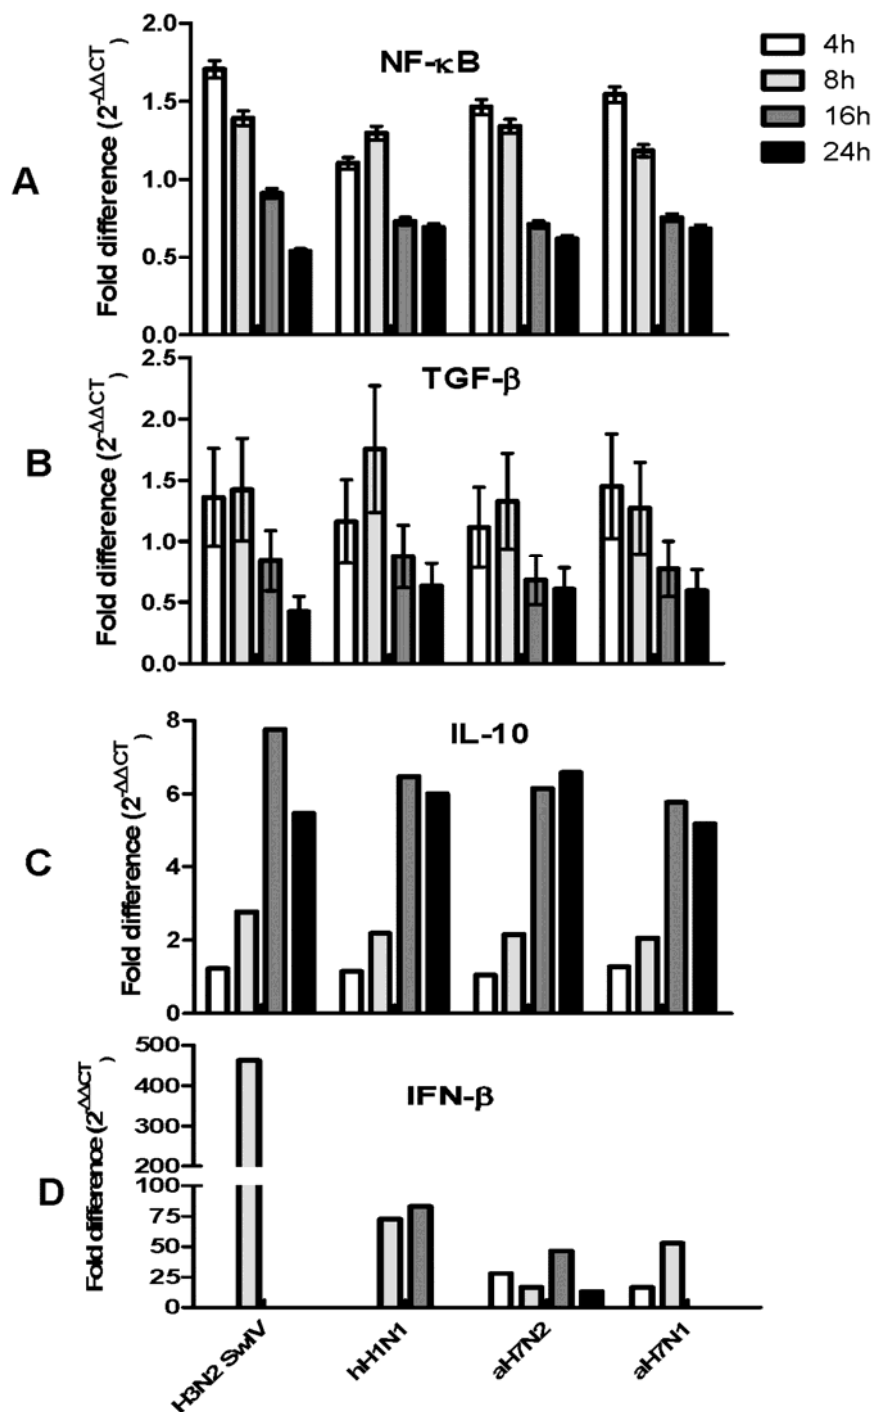 NF-κB
4h
8h
16h
24h
A
Fold difference (2^-ΔΔCT)
2.0
1.5
1.0
0.5
0.0
TGF-β
B
Fold difference (2^-ΔΔCT)
2.5
2.0
1.5
1.0
0.5
0.0
IL-10
C
Fold difference (2^-ΔΔCT)
8
6
4
2
0
IFN-β
D
Fold difference (2^-ΔΔCT)
500
400
300
200
100
75
50
25
0
H3N2 SwIV
hH1N1
aH7N2
aH7N1